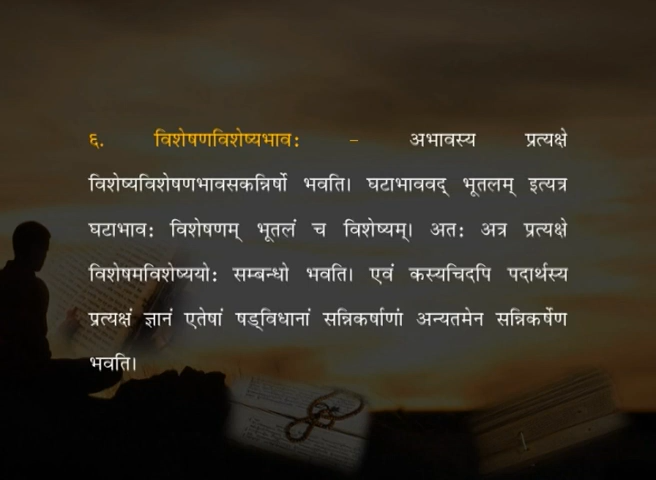 ६. विशेषणविशेष्यभावः - अभावस्य प्रत्यक्षे
विशेष्यविशेषणभावसकन्निर्षो भवति। घटाभाववद् भूतलम् इत्यत्र
घटाभावः विशेषणम् भूतलं च विशेष्यम्। अतः अत्र प्रत्यक्षे
विशेषमविशेष्ययोः सम्बन्धो भवति। एवं कस्यचिदपि पदार्थस्य
प्रत्यक्षं ज्ञानं एतेषां षड्विधानां सन्निकर्षाणां अन्यतमेन सन्निकर्षेण
भवति।